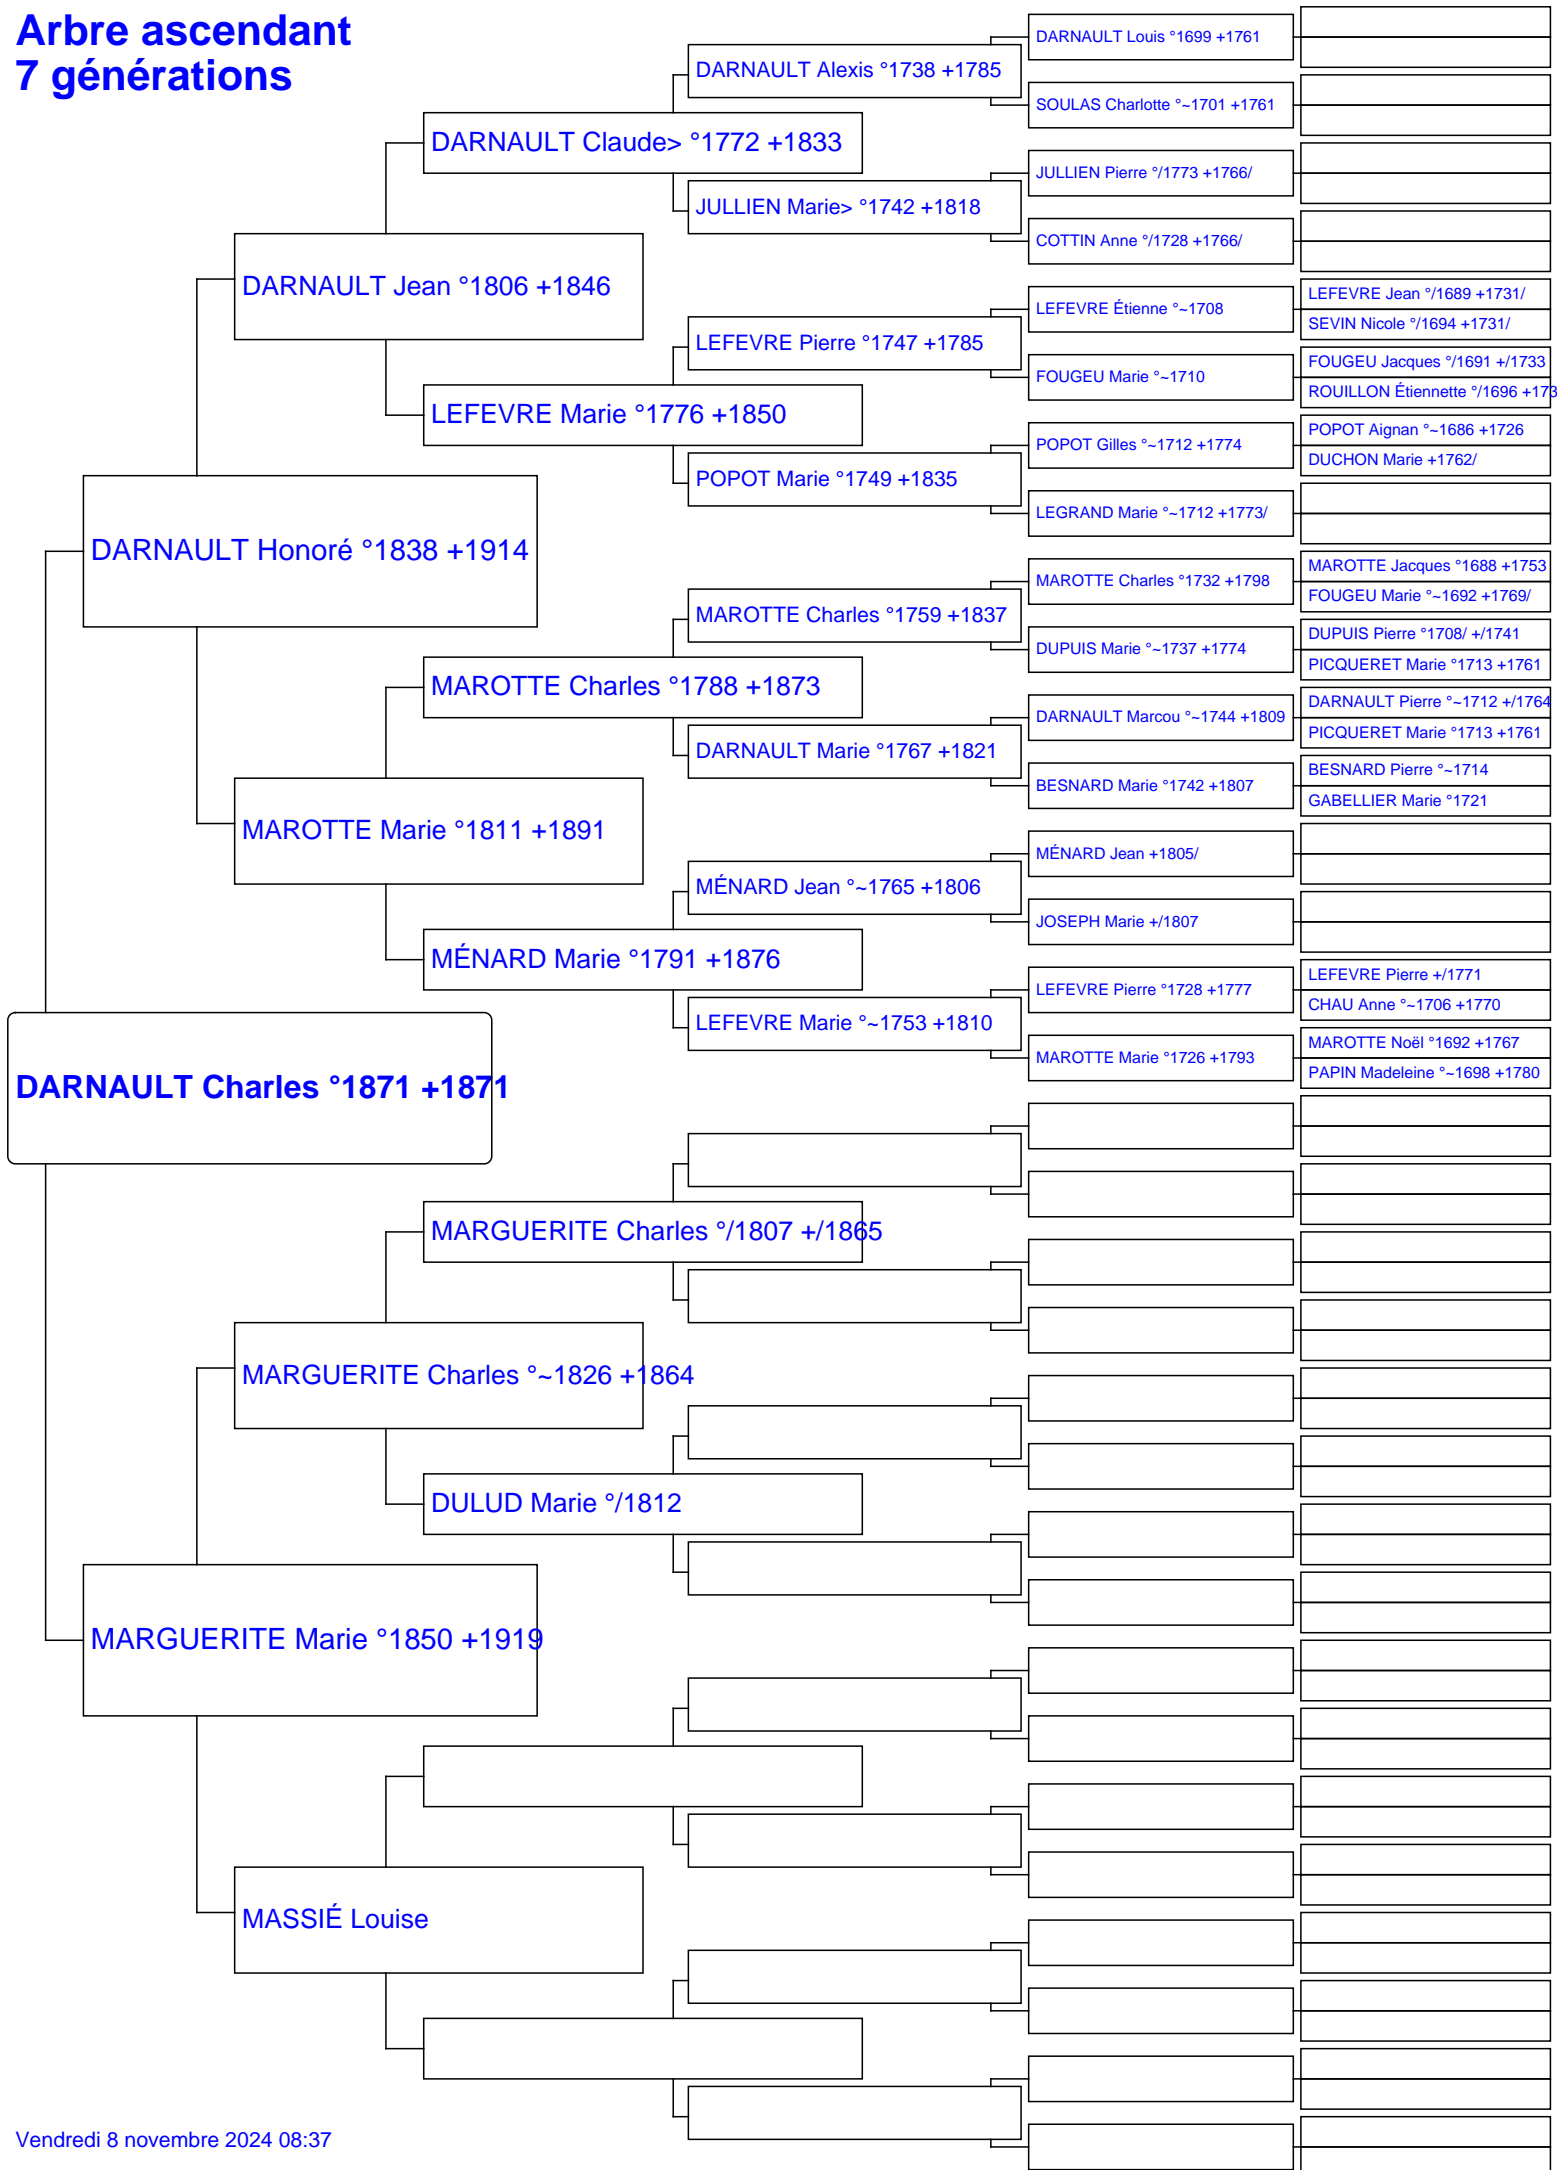 Arbre ascendant
7 générations
DARNAULT Charles °1871 +1871
DARNAULT Honoré °1838 +1914
MARGUERITE Marie °1850 +1919
DARNAULT Jean °1806 +1846
MAROTTE Marie °1811 +1891
MARGUERITE Charles °~1826 +1864
MASSIÉ Louise
DARNAULT Claude> °1772 +1833
LEFEVRE Marie °1776 +1850
MAROTTE Charles °1788 +1873
MÉNARD Marie °1791 +1876
MARGUERITE Charles °/1807 +/1865
DULUD Marie °/1812
DARNAULT Alexis °1738 +1785
JULLIEN Marie> °1742 +1818
LEFEVRE Pierre °1747 +1785
POPOT Marie °1749 +1835
MAROTTE Charles °1759 +1837
DARNAULT Marie °1767 +1821
MÉNARD Jean °~1765 +1806
LEFEVRE Marie °~1753 +1810
DARNAULT Louis °1699 +1761
SOULAS Charlotte °~1701 +1761
JULLIEN Pierre °/1773 +1766/
COTTIN Anne °/1728 +1766/
LEFEVRE Étienne °~1708
FOUGEU Marie °~1710
POPOT Gilles °~1712 +1774
LEGRAND Marie °~1712 +1773/
MAROTTE Charles °1732 +1798
DUPUIS Marie °~1737 +1774
DARNAULT Marcou °~1744 +1809
BESNARD Marie °1742 +1807
MÉNARD Jean +1805/
JOSEPH Marie +/1807
LEFEVRE Pierre °1728 +1777
MAROTTE Marie °1726 +1793
LEFEVRE Jean °/1689 +1731/
SEVIN Nicole °/1694 +1731/
FOUGEU Jacques °/1691 +/1733
ROUILLON Étiennette °/1696 +173
POPOT Aignan °~1686 +1726
DUCHON Marie +1762/
MAROTTE Jacques °1688 +1753
FOUGEU Marie °~1692 +1769/
DUPUIS Pierre °1708/ +/1741
PICQUERET Marie °1713 +1761
DARNAULT Pierre °~1712 +/1764
PICQUERET Marie °1713 +1761
BESNARD Pierre °~1714
GABELLIER Marie °1721
LEFEVRE Pierre +/1771
CHAU Anne °~1706 +1770
MAROTTE Noël °1692 +1767
PAPIN Madeleine °~1698 +1780
Vendredi 8 novembre 2024 08:37